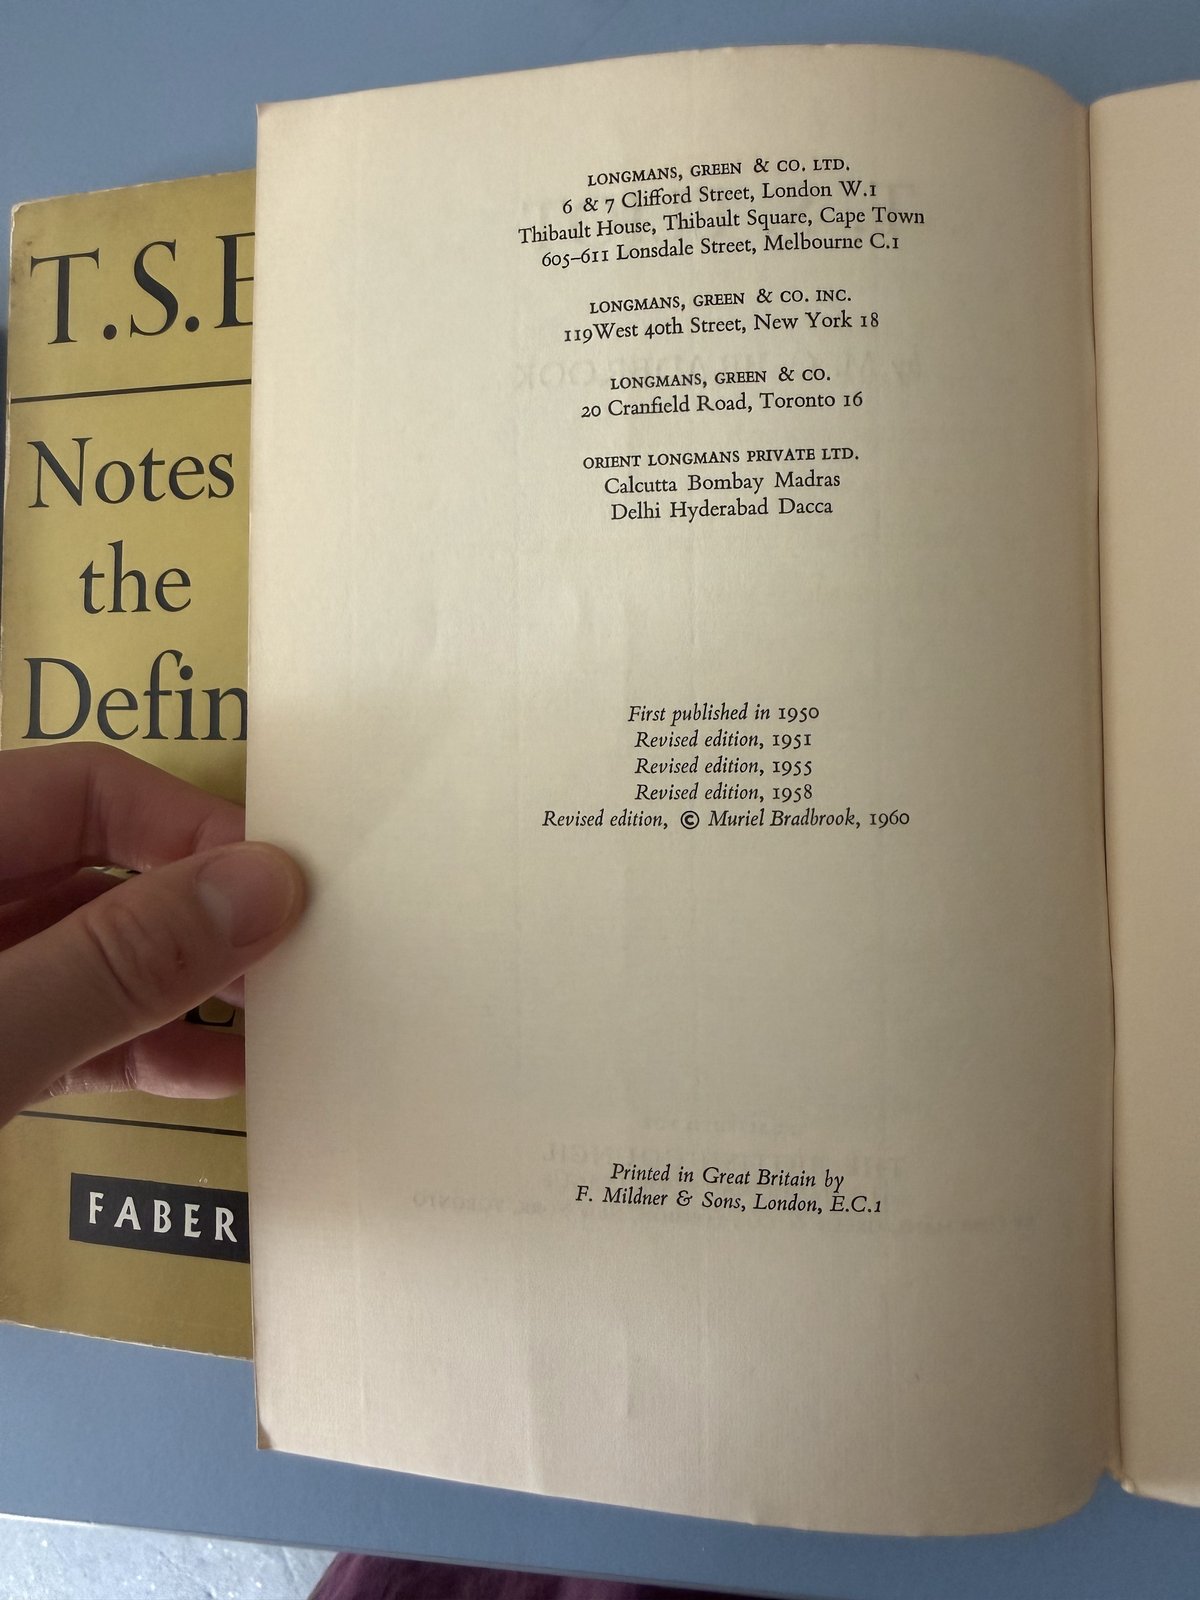 T.S.E
Notes
the
Defin
FABER
LONGMANS, GREEN & CO. LTD.
6 & 7 Clifford Street, London W.1
Thibault House, Thibault Square, Cape Town
605–611 Lonsdale Street, Melbourne C.1
LONGMANS, GREEN & CO. INC.
119West 40th Street, New York 18
LONGMANS, GREEN & CO.
20 Cranfield Road, Toronto 16
ORIENT LONGMANS PRIVATE LTD.
Calcutta Bombay Madras
Delhi Hyderabad Dacca
First published in 1950
Revised edition, 1951
Revised edition, 1955
Revised edition, 1958
Revised edition, © Muriel Bradbrook, 1960
Printed in Great Britain by
F. Mildner & Sons, London, E.C.1